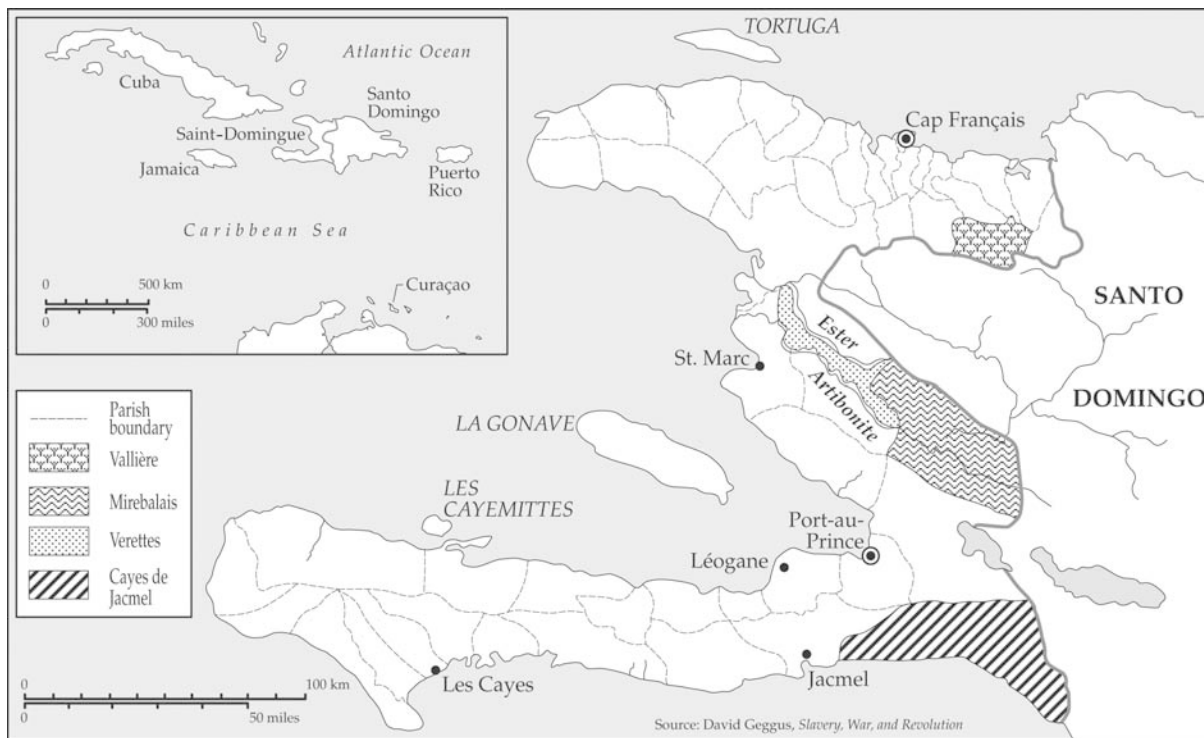 Atlantic Ocean
Cuba
Santo
Domingo
Saint-Domingue
Jamaica
Puerto
Rico
Caribbean Sea
0
500 km
0
300 miles
Curaçao
TORTUGA
Cap Français
SANTO
DOMINGO
Ester
St. Marc
Artibonite
LA GONAVE
LES
CAYEMITTES
Port-au-
Prince
Léogane
Les Cayes
Jacmel
Parish
boundary
Vallière
Mirebalais
Verettes
Cayes de
Jacmel
0
100 km
0
50 miles
Source: David Geggus, Slavery, War, and Revolution